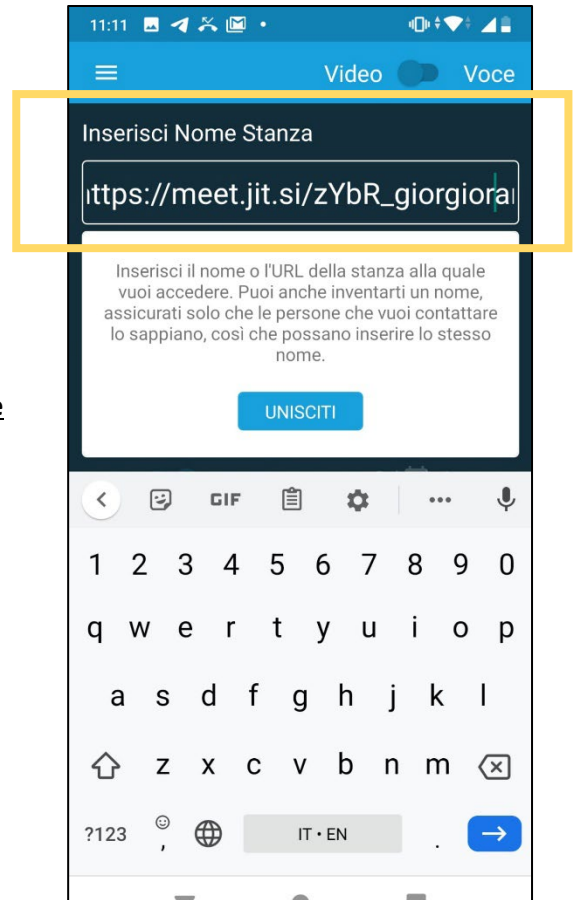 11:11
Video Voce
Inserisci Nome Stanza
ttps://meet.jit.si/zYbR_giorgiora
Inserisci il nome o l'URL della stanza alla quale
vuoi accedere. Puoi anche inventarti un nome,
assicurati solo che le persone che vuoi contattare
lo sappiano, così che possano inserire lo stesso
nome.
e
UNISCITI
GIF
1 2 3 4 5 6 7 8 9 0
q w e r t y u i o p
a s d f g h j k l
z x c v b n m
?123 , IT • EN .